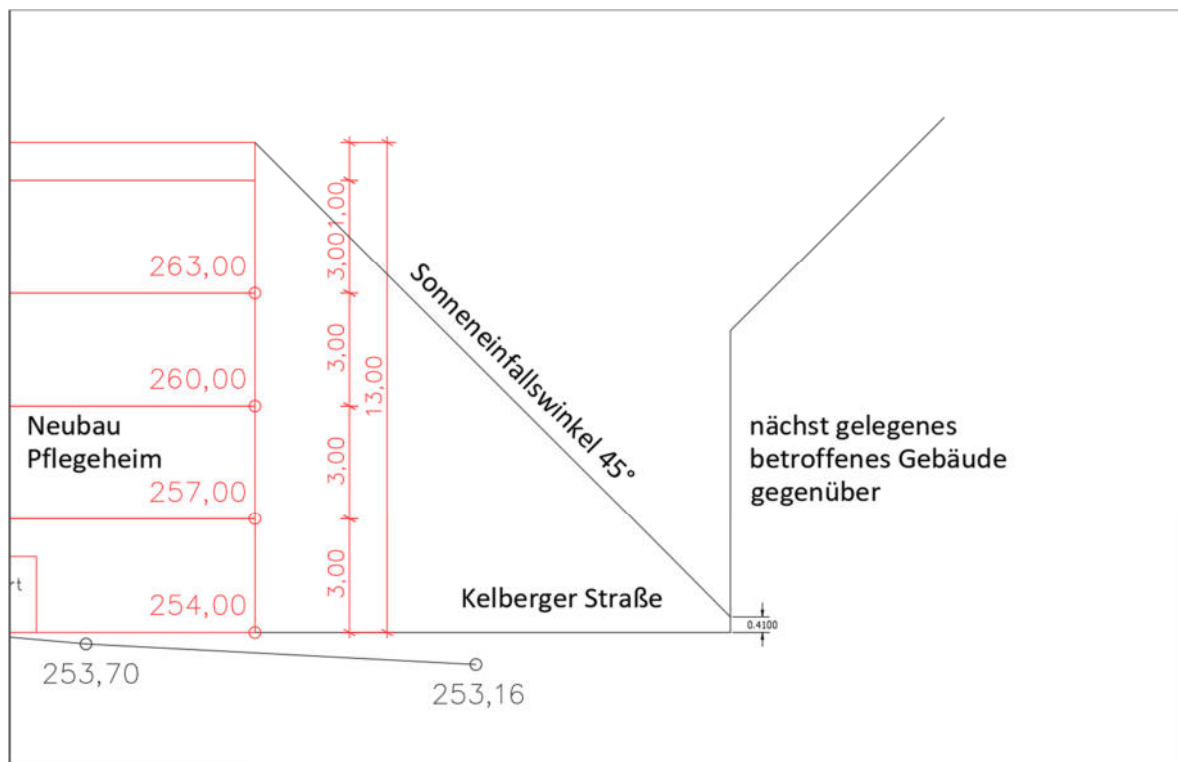 263,00
260,00
257,00
254,00
1,00
3,00
3,00
3,00
3,00
13,00
Sonneneinfallswinkel 45°
Neubau
Pflegeheim
nächst gelegenes
betroffenes Gebäude
gegenüber
rt
Kelberger Straße
0.4100
253,70
253,16